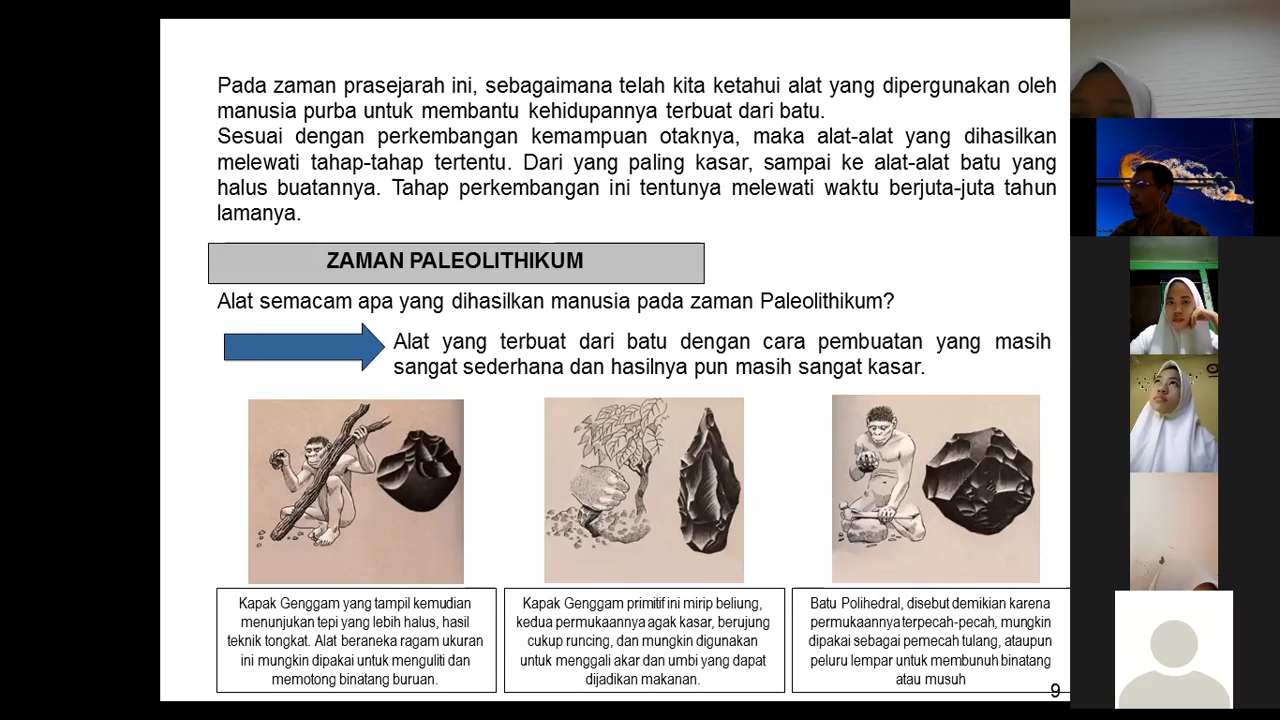 Pada zaman prasejarah ini, sebagaimana telah kita ketahui alat yang dipergunakan oleh
manusia purba untuk membantu kehidupannya terbuat dari batu.
Sesuai dengan perkembangan kemampuan otaknya, maka alat-alat yang dihasilkan
melewati tahap-tahap tertentu. Dari yang paling kasar, sampai ke alat-alat batu yang
halus buatannya. Tahap perkembangan ini tentunya melewati waktu berjuta-juta tahun
lamanya.
ZAMAN PALEOLITHIKUM
Alat semacam apa yang dihasilkan manusia pada zaman Paleolithikum?
Alat yang terbuat dari batu dengan cara pembuatan yang masih
sangat sederhana dan hasilnya pun masih sangat kasar.
Kapak Genggam yang tampil kemudian
menunjukan tepi yang lebih halus, hasil
teknik tongkat. Alat beraneka ragam ukuran
ini mungkin dipakai untuk menguliti dan
memotong binatang buruan.
Kapak Genggam primitif ini mirip beliung,
kedua permukaannya agak kasar, berujung
cukup runcing, dan mungkin digunakan
untuk menggali akar dan umbi yang dapat
dijadikan makanan.
Batu Polihedral, disebut demikian karena
permukaannya terpecah-pecah, mungkin
dipakai sebagai pemecah tulang, ataupun
peluru lempar untuk membunuh binatang
atau musuh
9